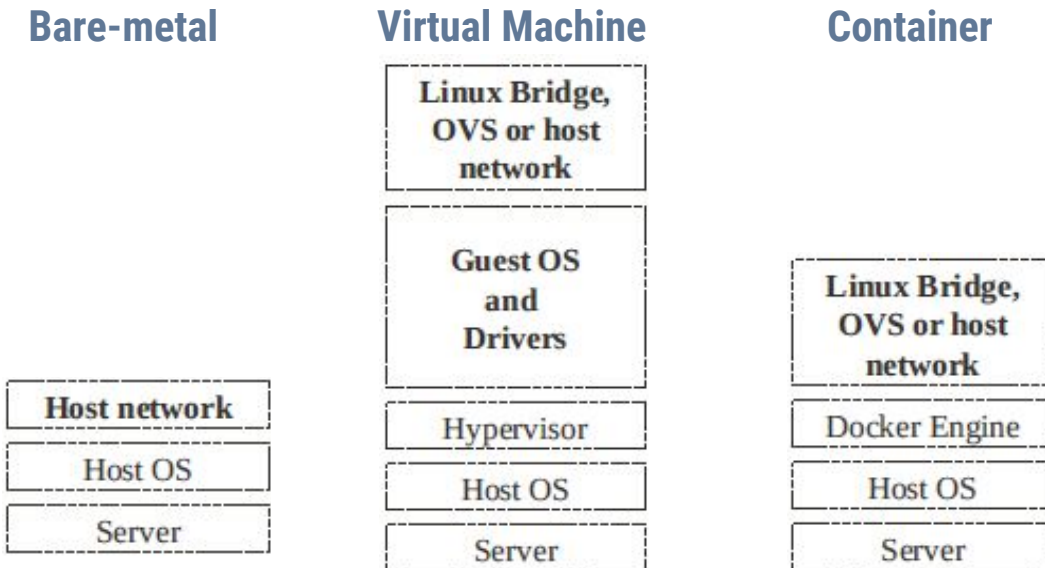 Bare-metal
Virtual Machine
Container
Host network
Host OS
Server
Linux Bridge,
OVS or host
network
Guest OS
and
Drivers
Hypervisor
Host OS
Server
Linux Bridge,
OVS or host
network
Docker Engine
Host OS
Server